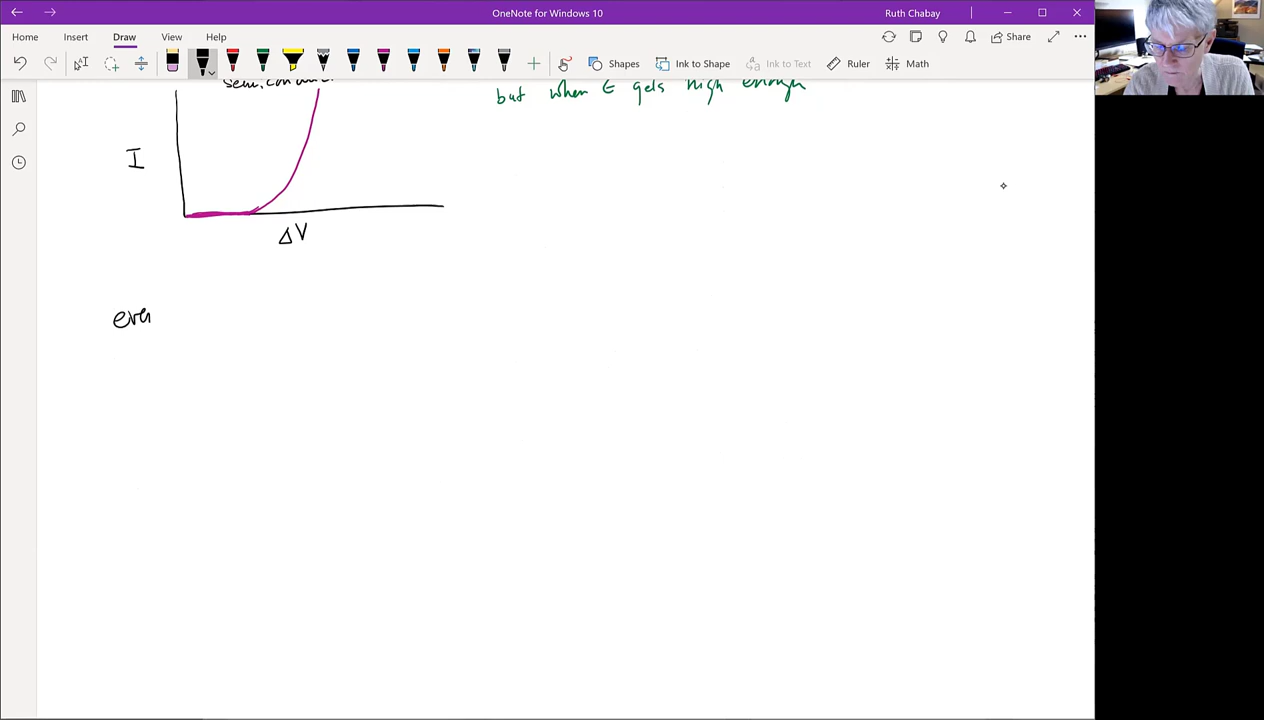 OneNote for Windows 10
Ruth Chabay
Home Insert Draw View Help
Share
Shapes
Ink to Shape
Ink to Text
Ruler
Math
but when E gets high enough
I
ΔV
even